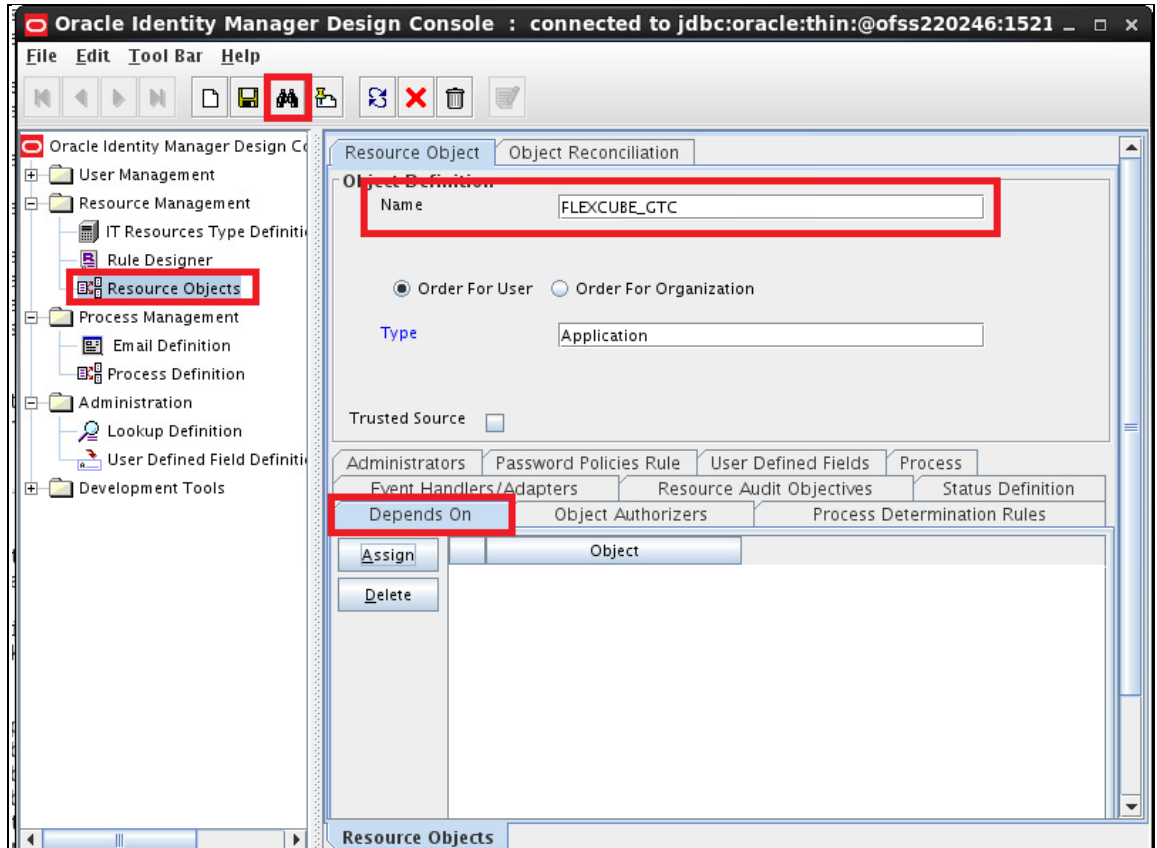 Oracle Identity Manager Design Console : connected to jdbc:oracle:thin:@ofss220246:1521
File Edit Tool Bar Help
Oracle Identity Manager Design Co
User Management
Resource Management
IT Resources Type Definiti
Rule Designer
Resource Objects
Process Management
Email Definition
Process Definition
Administration
Lookup Definition
User Defined Field Definiti
Development Tools
Resource Object Object Reconciliation
Object Definition
Name FLEXCUBE_GTC
Order For User Order For Organization
Type Application
Trusted Source
Administrators Password Policies Rule User Defined Fields Process
Event Handlers/Adapters Resource Audit Objectives Status Definition
Depends On Object Authorizers Process Determination Rules
Assign Object
Delete
Resource Objects